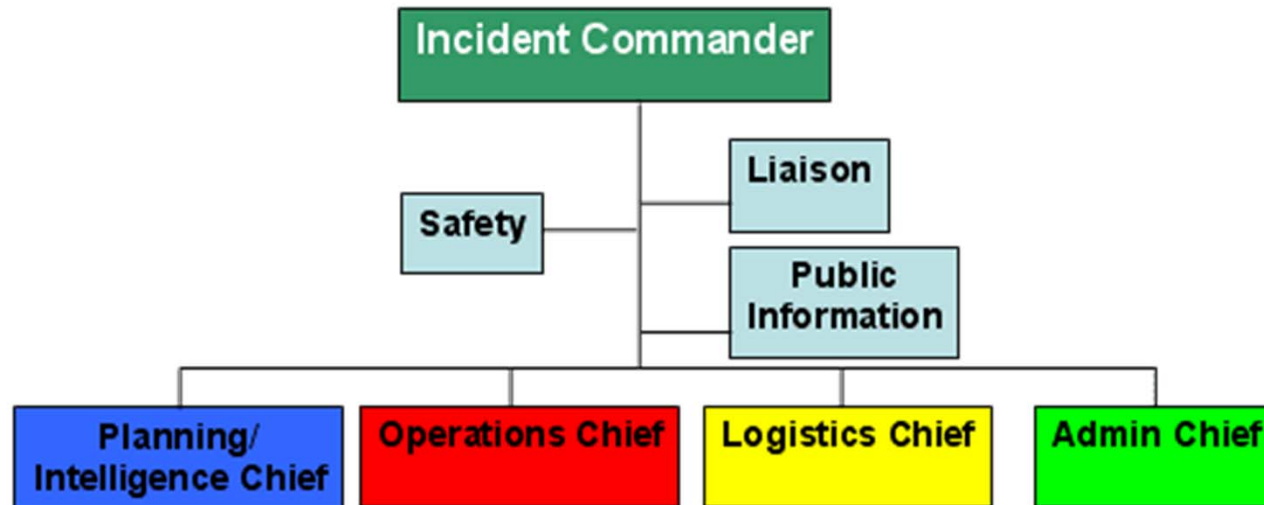 Incident Commander
Liaison
Safety
Public
Information
Planning/
Intelligence Chief
Operations Chief
Logistics Chief
Admin Chief